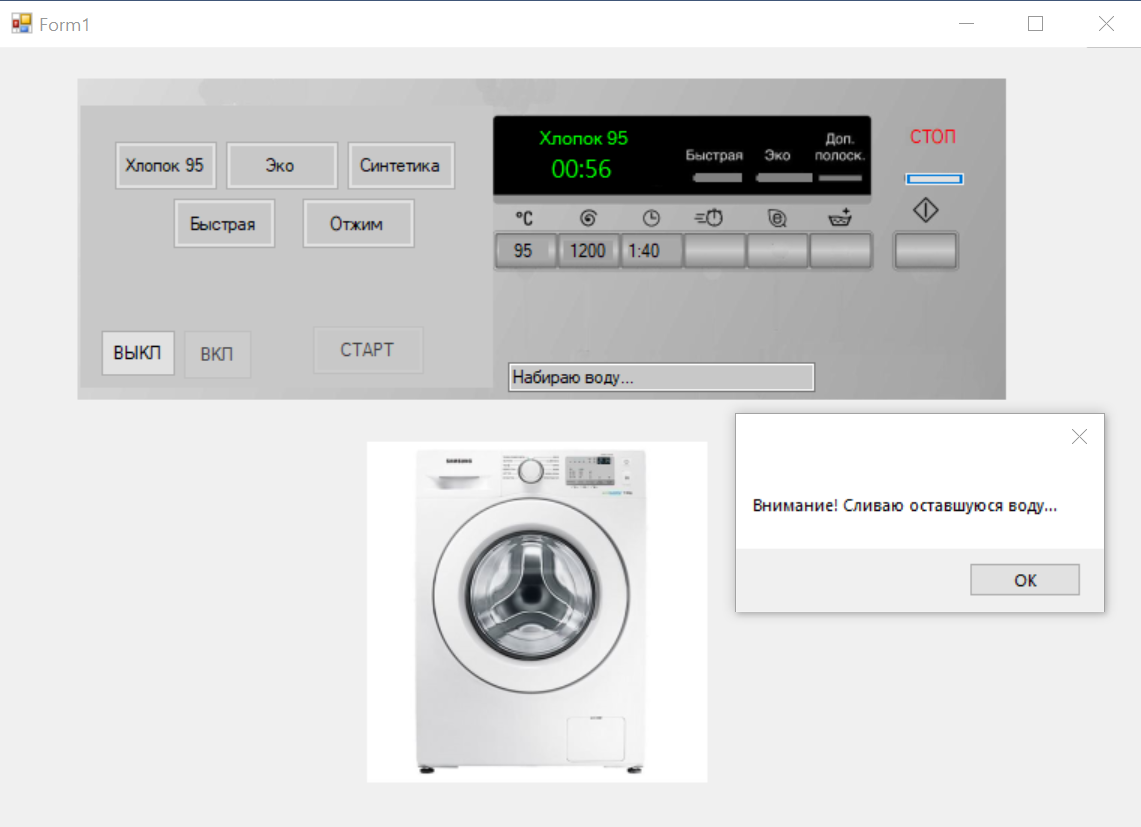 Form1
Хлопок 95
Эко
Синтетика
Быстрая
Отжим
ВЫКЛ
ВКЛ
СТАРТ
Хлопок 95
00:56
Быстрая
Эко
Доп.
полоск.
СТОП
°C
95
1200
1:40
Набираю воду...
Внимание! Сливаю оставшуюся воду...
OK
SAMSUNG